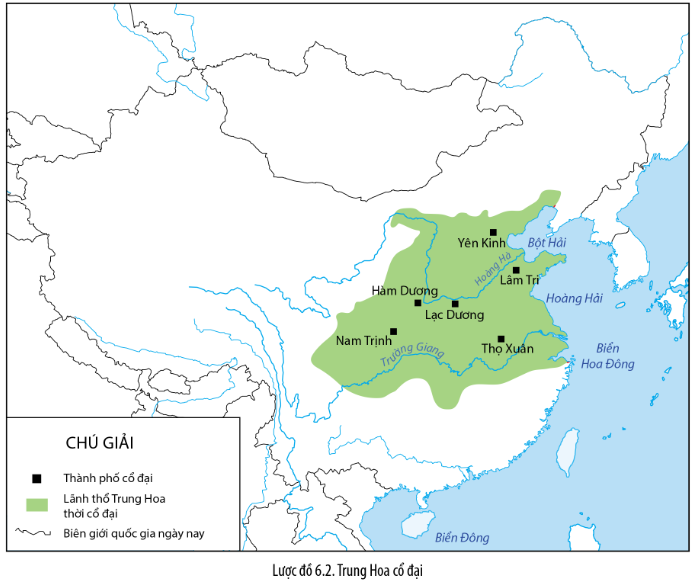 Yên Kinh
Bột Hải
Hoàng Hà
Lâm Tri
Hàm Dương
Hoàng Hải
Lạc Dương
Nam Trịnh
Trường Giang
Thọ Xuân
Biển
Hoa Đông
CHÚ GIẢI
Thành phố cổ đại
Lãnh thổ Trung Hoa
thời cổ đại
Biên giới quốc gia ngày nay
Biển Đông
Lược đồ 6.2. Trung Hoa cổ đại